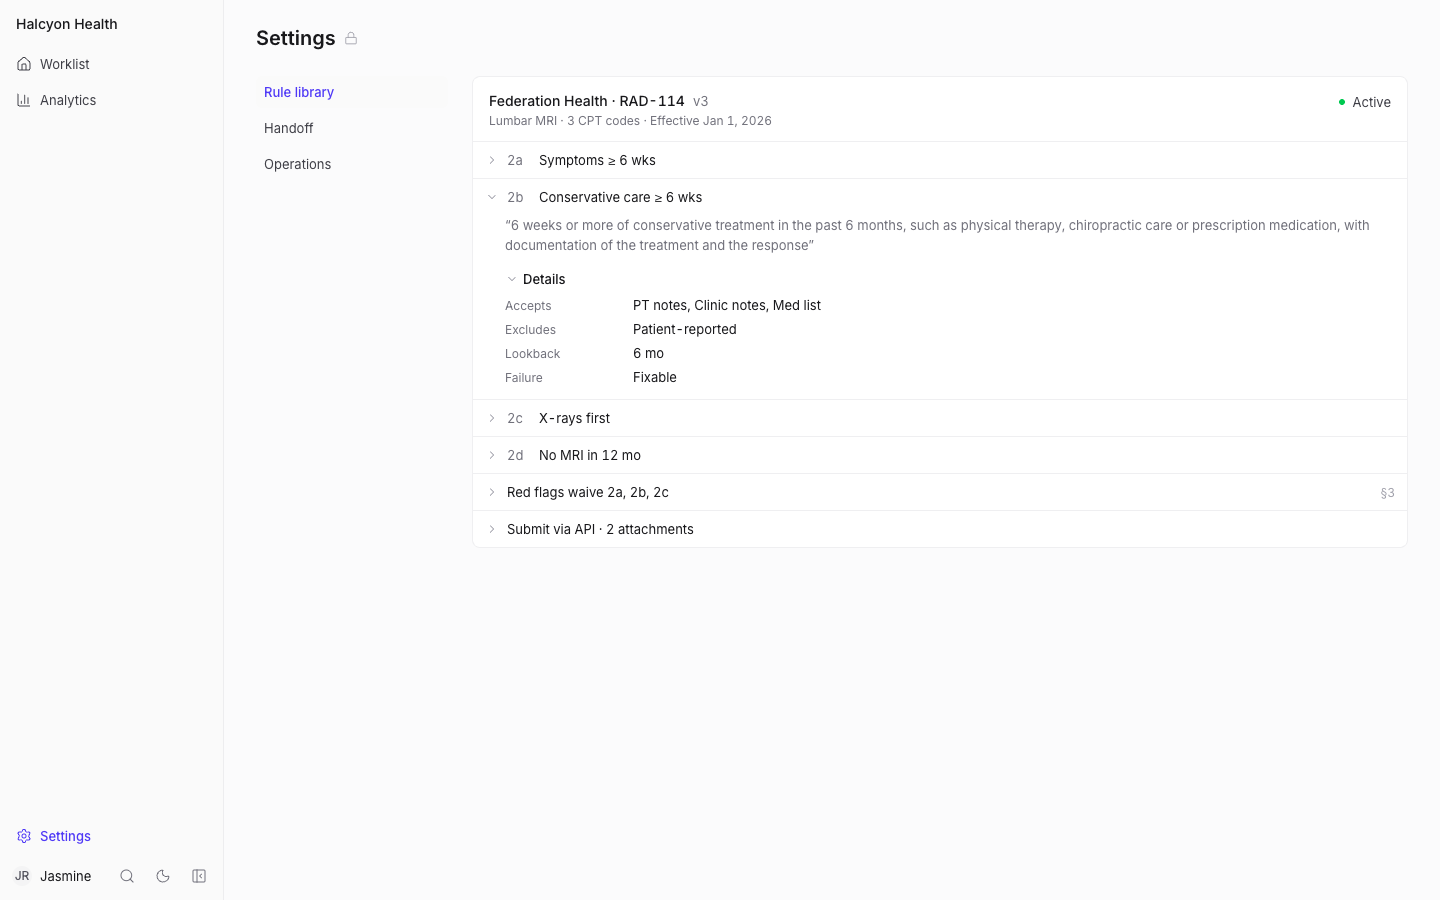 Halcyon Health
Worklist
Analytics
Settings
JR Jasmine
Settings
Rule library
Handoff
Operations
Federation Health · RAD-114 v3
Active
Lumbar MRI · 3 CPT codes · Effective Jan 1, 2026
2a Symptoms ≥ 6 wks
2b Conservative care ≥ 6 wks
“6 weeks or more of conservative treatment in the past 6 months, such as physical therapy, chiropractic care or prescription medication, with
documentation of the treatment and the response”
Details
Accepts PT notes, Clinic notes, Med list
Excludes Patient-reported
Lookback 6 mo
Failure Fixable
2c X-rays first
2d No MRI in 12 mo
Red flags waive 2a, 2b, 2c §3
Submit via API · 2 attachments